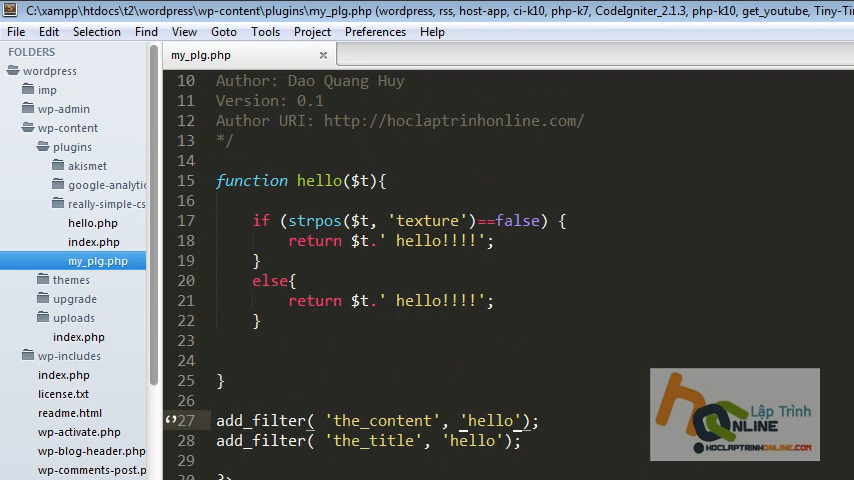 C:\xampp\htdocs\t2\wordpress\wp-content\plugins\my_plg.php (wordpress, rss, host-app, ci-k10, php-k7, CodeIgniter_2.1.3, php-k10, get_youtube, Tiny-Tin
File Edit Selection Find View Goto Tools Project Preferences Help
FOLDERS
wordpress
imp
wp-admin
wp-content
plugins
akismet
google-analytic
really-simple-cs
hello.php
index.php
my_plg.php
themes
upgrade
uploads
index.php
wp-includes
index.php
license.txt
readme.html
wp-activate.php
wp-blog-header.php
wp-comments-post.p
my_plg.php ×
10 Author: Dao Quang Huy
11 Version: 0.1
12 Author URI: http://hoclaptrinhonline.com/
13 */
14
15 function hello($t){
16
17 if (strpos($t, 'texture')==false) {
18 return $t.' hello!!!!';
19 }
20 else{
21 return $t.' hello!!!!';
22 }
23
24
25 }
26
27 add_filter( 'the_content', 'hello');
28 add_filter( 'the_title', 'hello');
29
30 ?>
Lập Trình
ONLINE
HOCLAPTRINHONLINE.COM